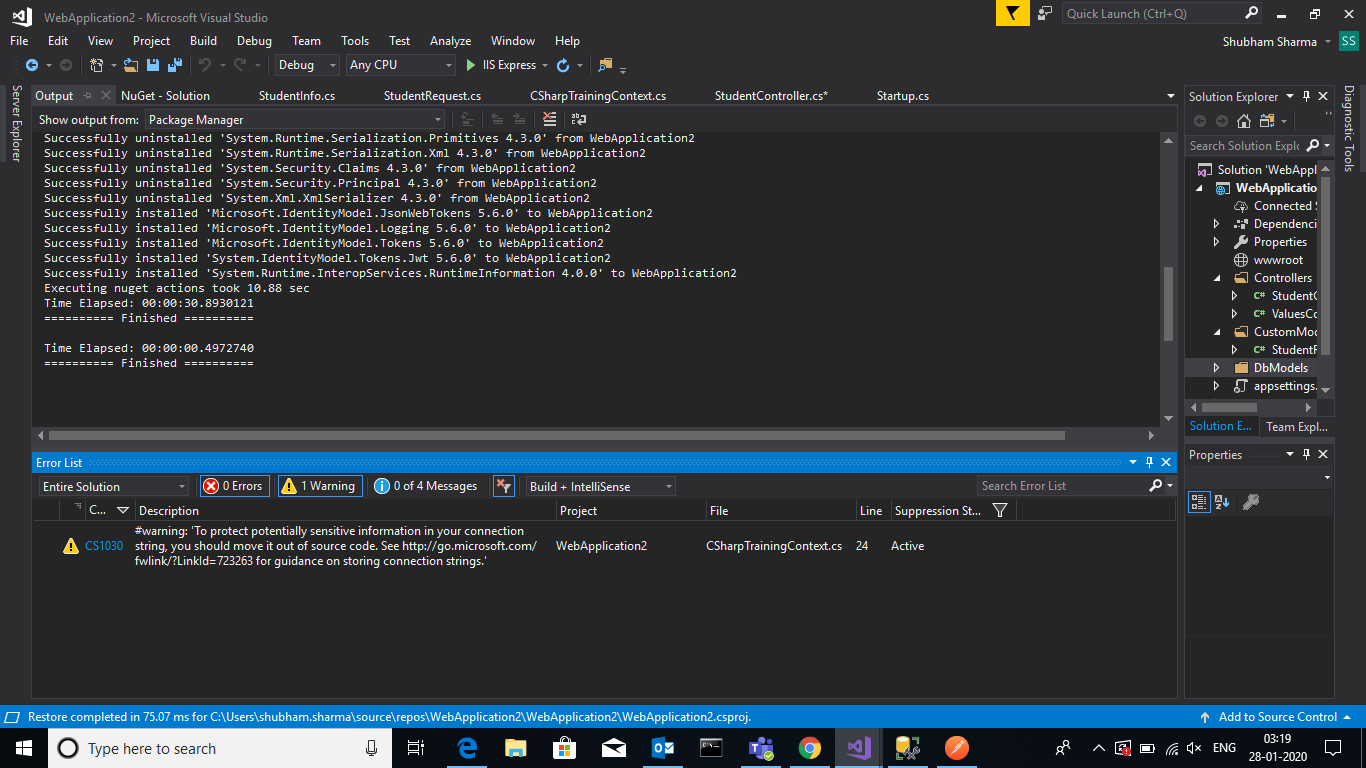 WebApplication2 - Microsoft Visual Studio
Quick Launch (Ctrl+Q)
File Edit View Project Build Debug Team Tools Test Analyze Window Help
Shubham Sharma SS
Debug Any CPU IIS Express
Server Explorer
Output NuGet - Solution StudentInfo.cs StudentRequest.cs CSharpTrainingContext.cs StudentController.cs* Startup.cs
Show output from: Package Manager
Successfully uninstalled 'System.Runtime.Serialization.Primitives 4.3.0' from WebApplication2
Successfully uninstalled 'System.Runtime.Serialization.Xml 4.3.0' from WebApplication2
Successfully uninstalled 'System.Security.Claims 4.3.0' from WebApplication2
Successfully uninstalled 'System.Security.Principal 4.3.0' from WebApplication2
Successfully uninstalled 'System.Xml.XmlSerializer 4.3.0' from WebApplication2
Successfully installed 'Microsoft.IdentityModel.JsonWebTokens 5.6.0' to WebApplication2
Successfully installed 'Microsoft.IdentityModel.Logging 5.6.0' to WebApplication2
Successfully installed 'Microsoft.IdentityModel.Tokens 5.6.0' to WebApplication2
Successfully installed 'System.IdentityModel.Tokens.Jwt 5.6.0' to WebApplication2
Successfully installed 'System.Runtime.InteropServices.RuntimeInformation 4.0.0' to WebApplication2
Executing nuget actions took 10.88 sec
Time Elapsed: 00:00:30.8930121
========== Finished ==========
Time Elapsed: 00:00:00.4972740
========== Finished ==========
Solution Explorer
Search Solution Explo
Solution 'WebAppl
WebApplicatio
Connected S
Dependenci
Properties
wwwroot
Controllers
StudentC
ValuesCo
CustomMod
StudentR
DbModels
appsettings.
Solution E... Team Expl...
Diagnostic Tools
Properties
Error List
Entire Solution 0 Errors 1 Warning 0 of 4 Messages Build + IntelliSense Search Error List
C... Description Project File Line Suppression St...
CS1030 #warning: 'To protect potentially sensitive information in your connection
string, you should move it out of source code. See http://go.microsoft.com/
fwlink/?LinkId=723263 for guidance on storing connection strings.'
WebApplication2 CSharpTrainingContext.cs 24 Active
Restore completed in 75.07 ms for C:\Users\shubham.sharma\source\repos\WebApplication2\WebApplication2\WebApplication2.csproj.
Add to Source Control
Type here to search
ENG
03:19
28-01-2020